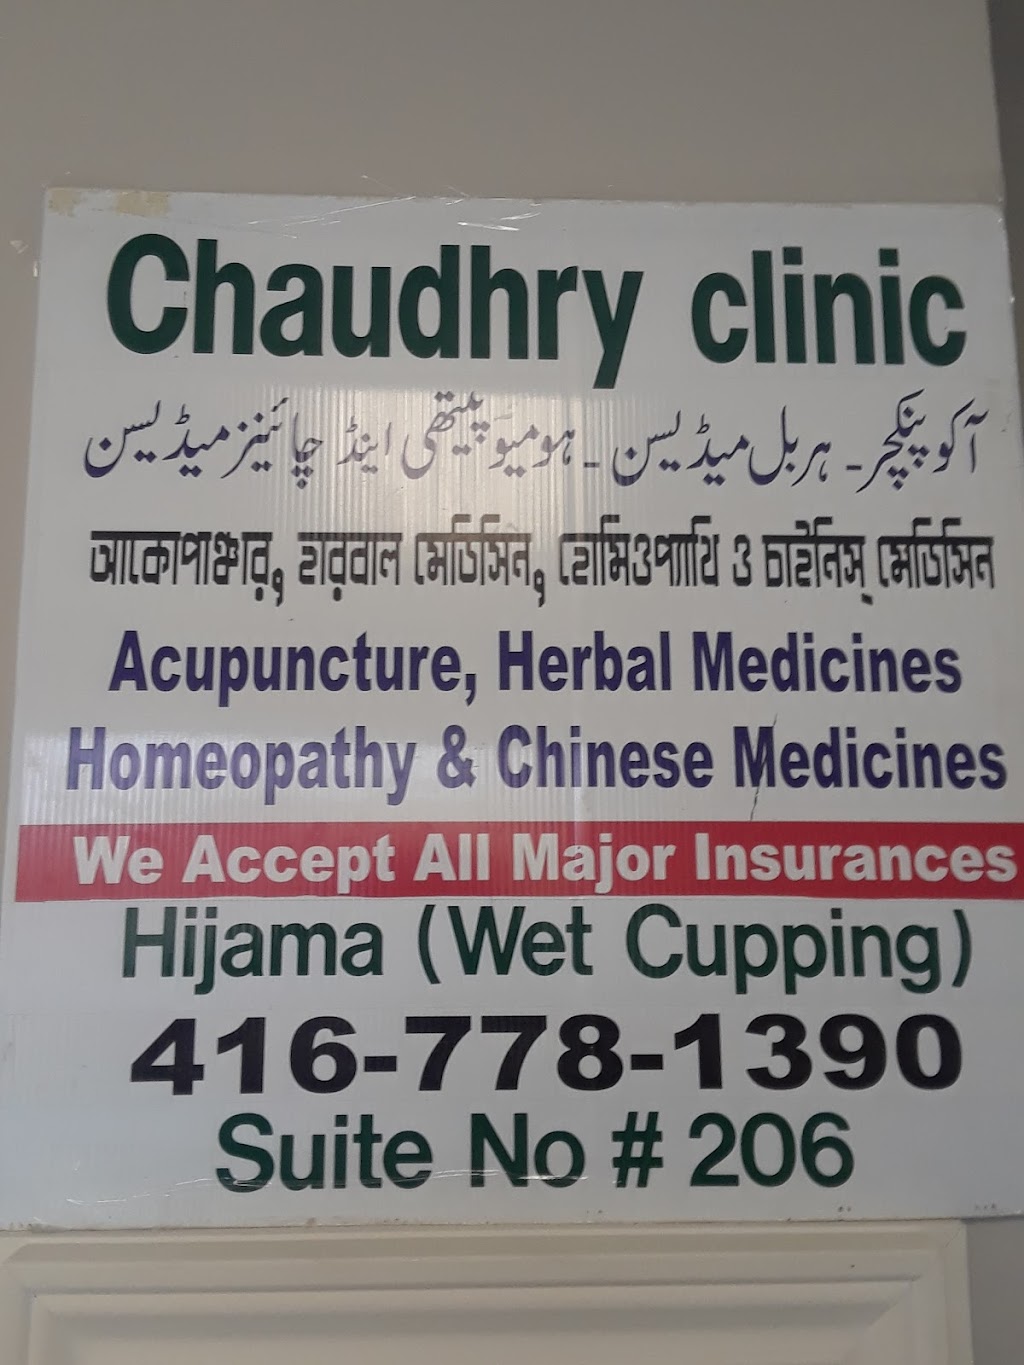 Chaudhry clinic
آکوپنکچر۔ ہربل میڈیسن۔ ہومیوپیتھی اینڈ چائنیز میڈیسن
আকোপাঞ্চার, হারবাল মেডিসিন, হোমিওপ্যাথি ও চাইনিস্ মেডিসিন
Acupuncture, Herbal Medicines
Homeopathy & Chinese Medicines
We Accept All Major Insurances
Hijama (Wet Cupping)
416-778-1390
Suite No # 206